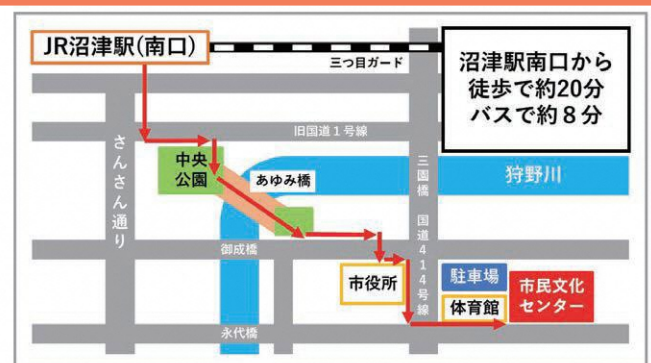 JR沼津駅(南口)
三つ目ガード
沼津駅南口から
徒歩で約20分
バスで約8分
旧国道1号線
さんさん通り
中央
公園
あゆみ橋
三園橋 国道414号線
狩野川
御成橋
市役所
駐車場
体育館
市民文化
センター
永代橋